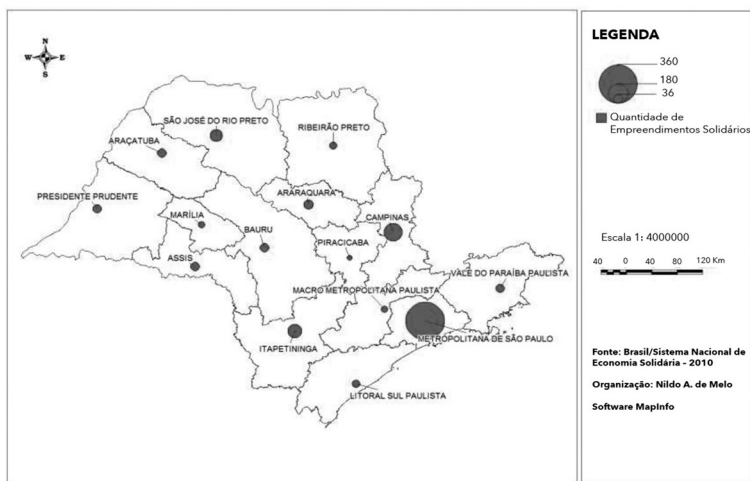 N
W E
S
SÃO JOSÉ DO RIO PRETO
RIBEIRÃO PRETO
ARAÇATUBA
PRESIDENTE PRUDENTE
ARARAQUARA
MARÍLIA
CAMPINAS
BAURU
PIRACICABA
ASSIS
VALE DO PARAÍBA PAULISTA
MACRO METROPOLITANA PAULISTA
METROPOLITANA DE SÃO PAULO
ITAPETININGA
LITORAL SUL PAULISTA
LEGENDA
360
180
36
Quantidade de
Empreendimentos Solidários
Escala 1: 4000000
40 0 40 80 120 Km
Fonte: Brasil/Sistema Nacional de
Economia Solidária - 2010
Organização: Nildo A. de Melo
Software MapInfo